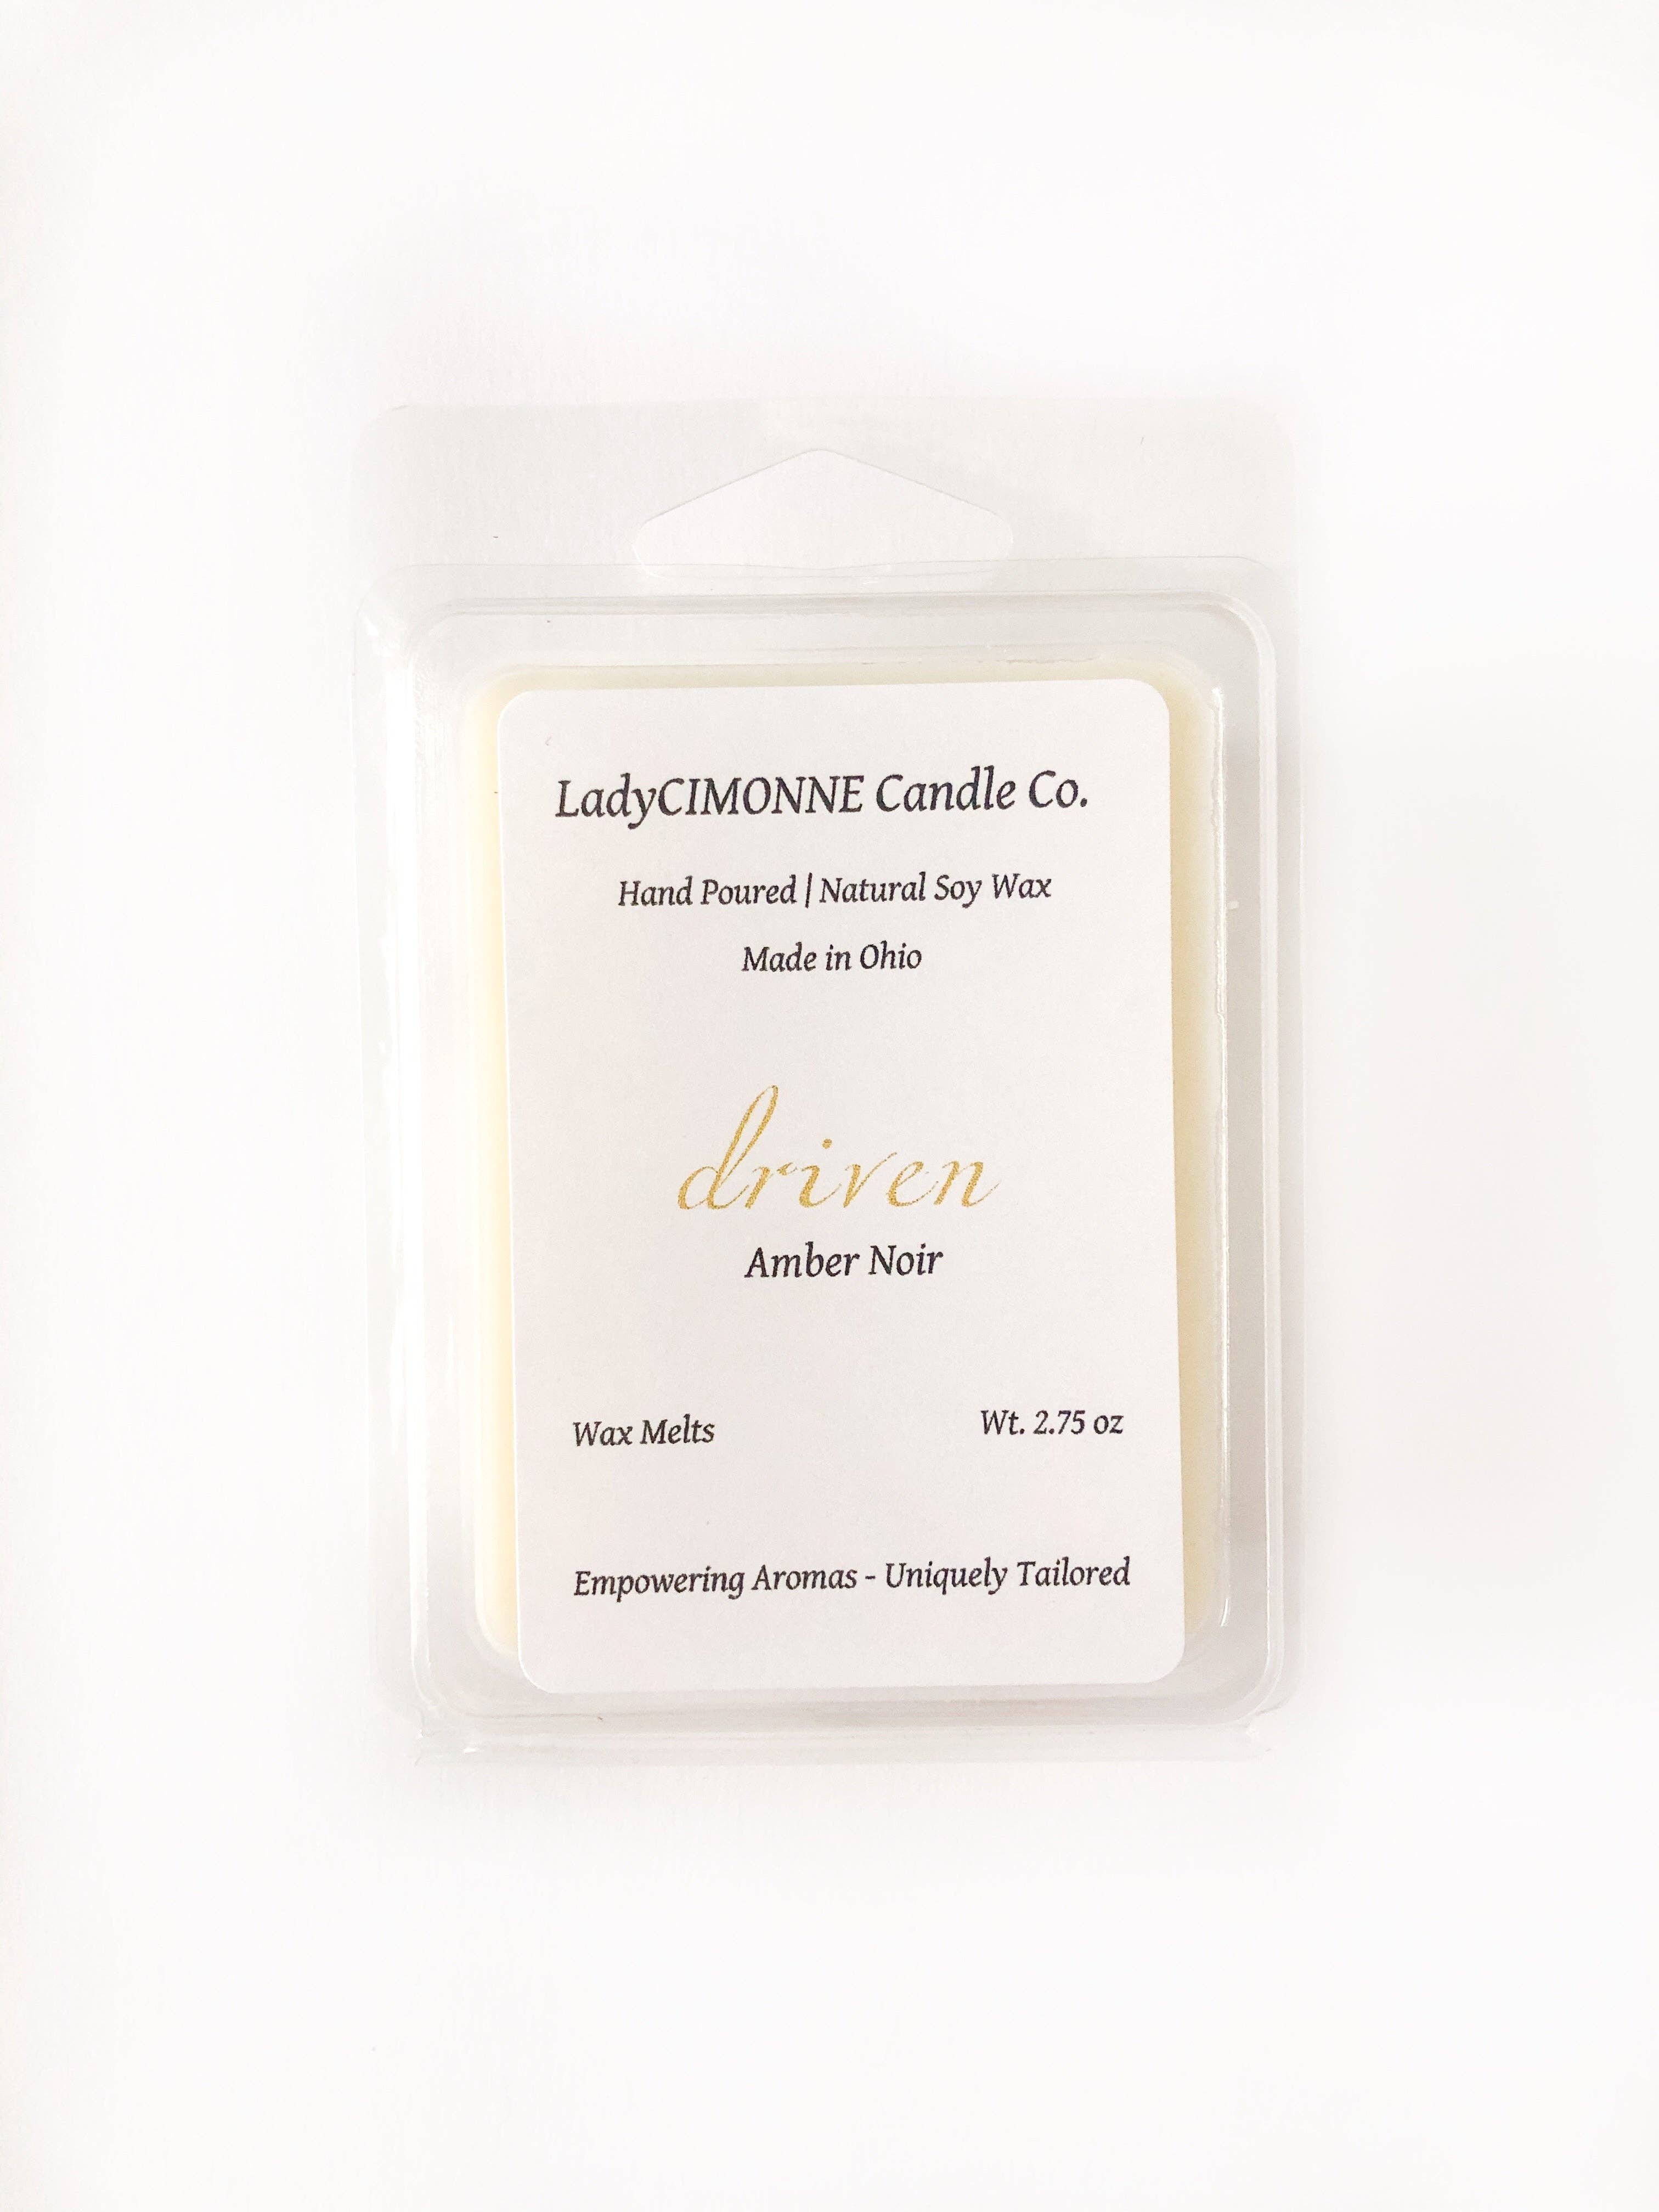 LadyCIMONNE Candle Co.
Hand Poured | Natural Soy Wax
Made in Ohio
driven
Amber Noir
Wax Melts Wt. 2.75 oz
Empowering Aromas - Uniquely Tailored